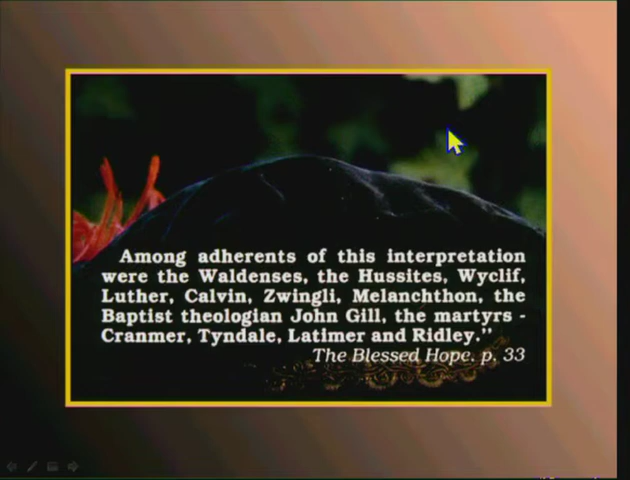 Among adherents of this interpretation
were the Waldenses, the Hussites, Wyclif,
Luther, Calvin, Zwingli, Melanchthon, the
Baptist theologian John Gill, the martyrs -
Cranmer, Tyndale, Latimer and Ridley."
The Blessed Hope. p. 33